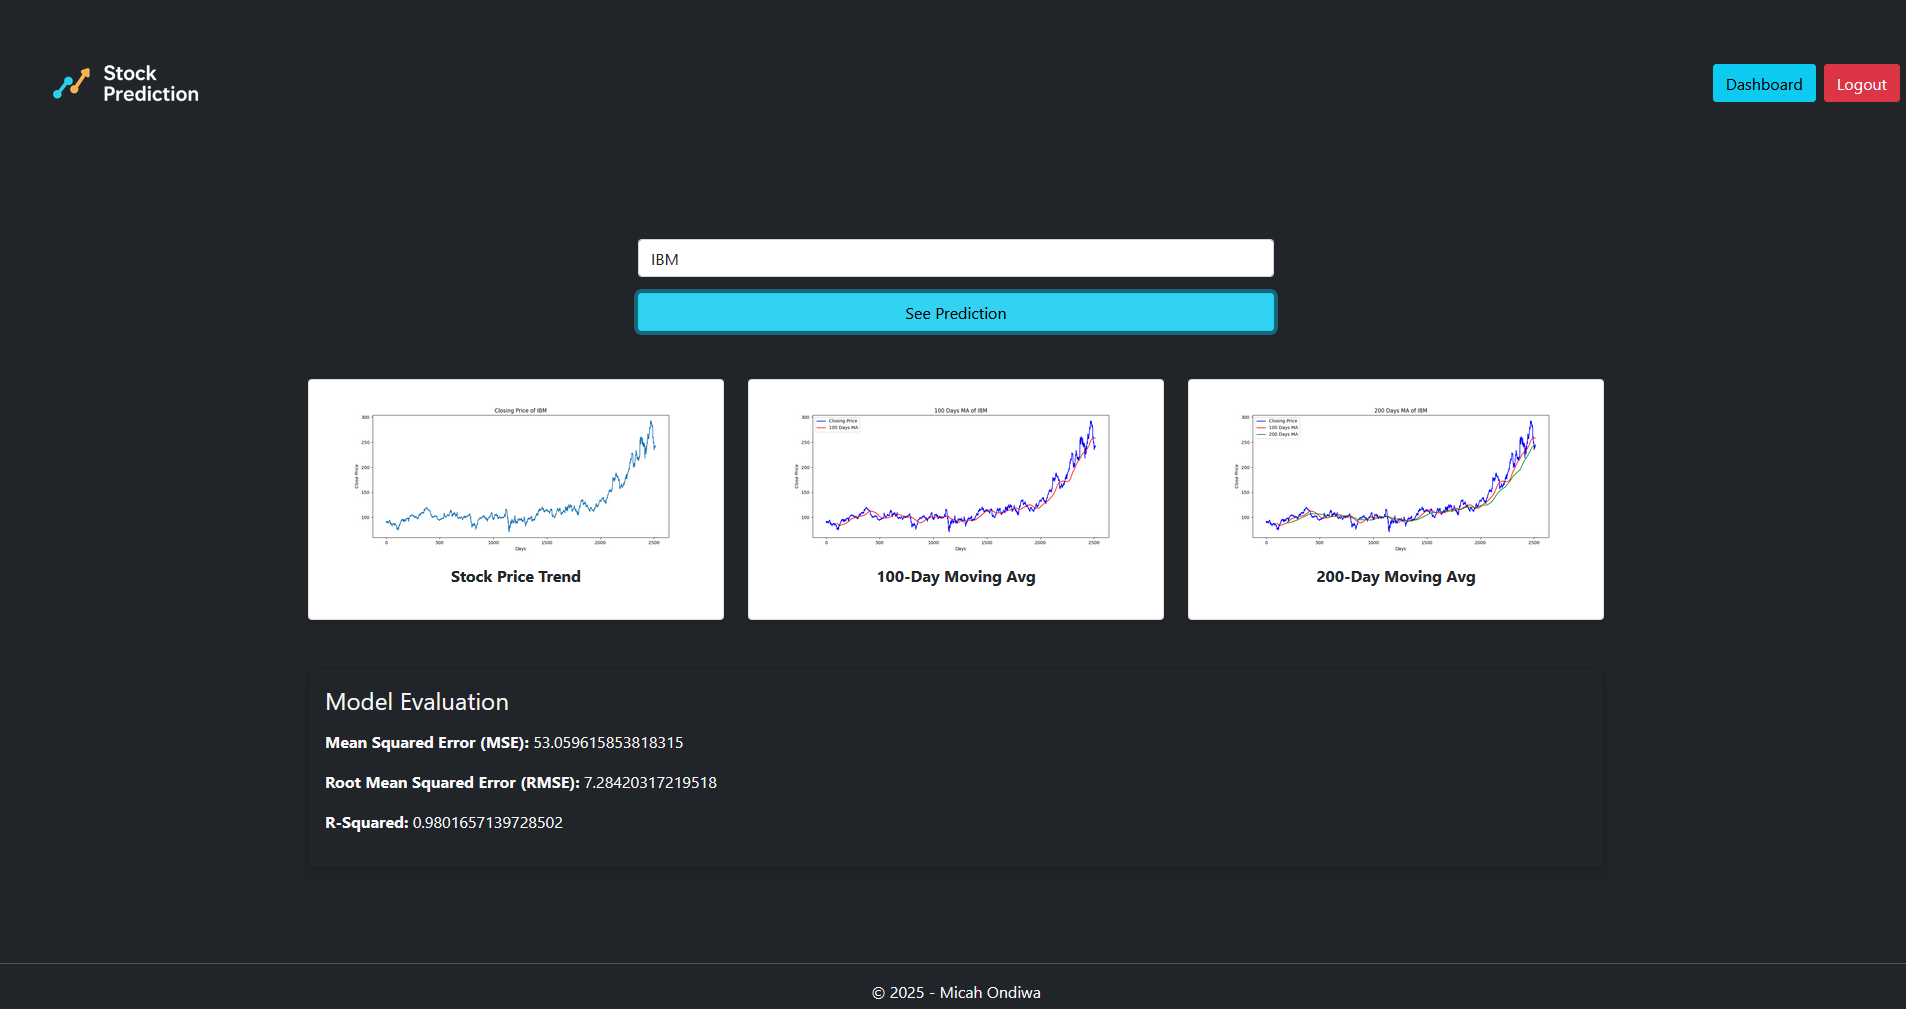 Stock
Prediction
Dashboard
Logout
IBM
See Prediction
Closing Price of IBM
300
250
200
150
100
Close Price
0 500 1000 1500 2000 2500
Days
Stock Price Trend
100 Days MA of IBM
Closing Price
100 Days MA
300
250
200
150
100
Close Price
0 500 1000 1500 2000 2500
Days
100-Day Moving Avg
200 Days MA of IBM
Closing Price
100 Days MA
200 Days MA
300
250
200
150
100
Close Price
0 500 1000 1500 2000 2500
Days
200-Day Moving Avg
Model Evaluation
Mean Squared Error (MSE): 53.059615853818315
Root Mean Squared Error (RMSE): 7.28420317219518
R-Squared: 0.9801657139728502
© 2025 - Micah Ondiwa